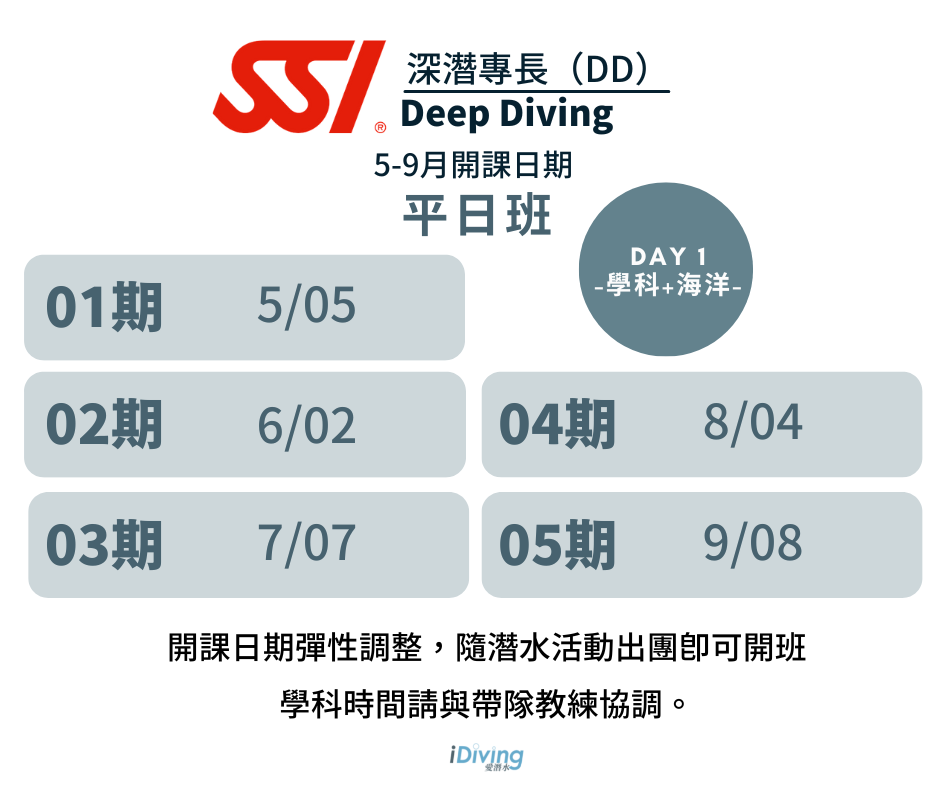 SSI®
深潛專長（DD）
Deep Diving
5-9月開課日期
平日班
DAY 1
-學科+海洋-
01期 5/05
02期 6/02
03期 7/07
04期 8/04
05期 9/08
開課日期彈性調整，隨潛水活動出團即可開班
學科時間請與帶隊教練協調。
iDiving
愛潛水